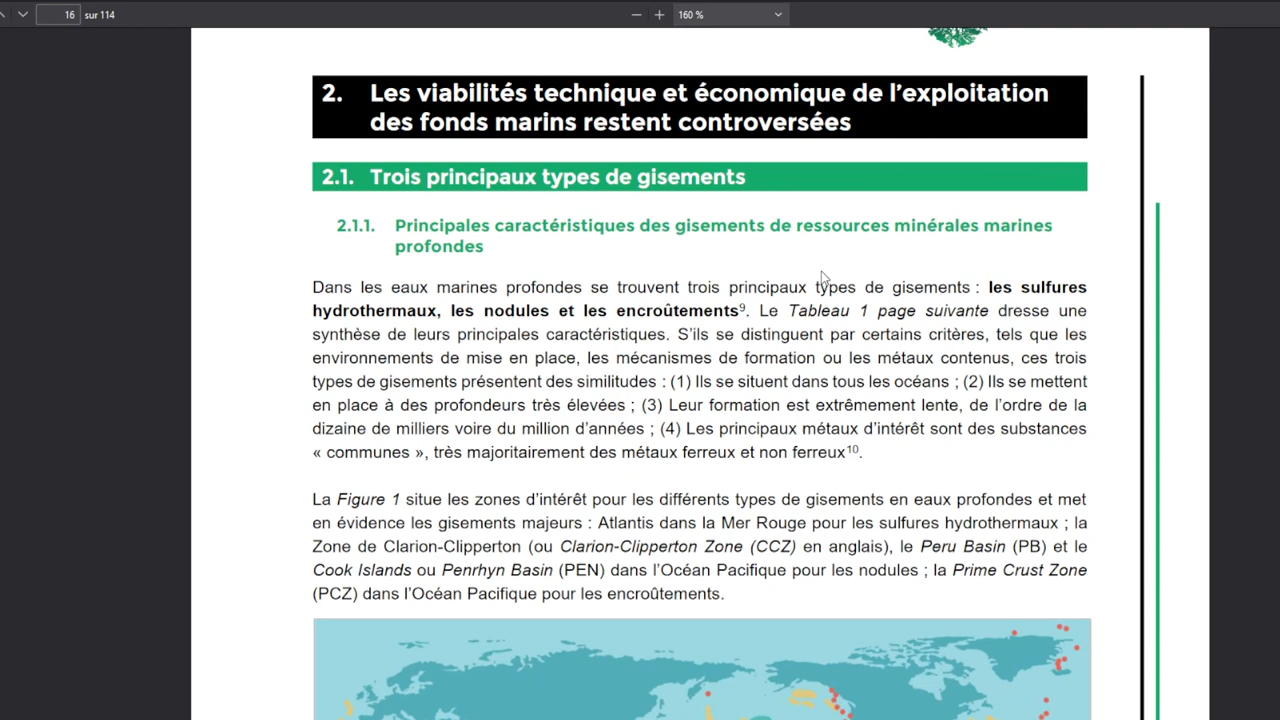 16 sur 114
160 %
2. Les viabilités technique et économique de l'exploitation
des fonds marins restent controversées
2.1. Trois principaux types de gisements
2.1.1. Principales caractéristiques des gisements de ressources minérales marines
profondes
Dans les eaux marines profondes se trouvent trois principaux types de gisements : les sulfures
hydrothermaux, les nodules et les encroûtements⁹. Le Tableau 1 page suivante dresse une
synthèse de leurs principales caractéristiques. S'ils se distinguent par certains critères, tels que les
environnements de mise en place, les mécanismes de formation ou les métaux contenus, ces trois
types de gisements présentent des similitudes : (1) Ils se situent dans tous les océans ; (2) Ils se mettent
en place à des profondeurs très élevées ; (3) Leur formation est extrêmement lente, de l'ordre de la
dizaine de milliers voire du million d'années ; (4) Les principaux métaux d'intérêt sont des substances
« communes », très majoritairement des métaux ferreux et non ferreux¹⁰.
La Figure 1 situe les zones d'intérêt pour les différents types de gisements en eaux profondes et met
en évidence les gisements majeurs : Atlantis dans la Mer Rouge pour les sulfures hydrothermaux ; la
Zone de Clarion-Clipperton (ou Clarion-Clipperton Zone (CCZ) en anglais), le Peru Basin (PB) et le
Cook Islands ou Penrhyn Basin (PEN) dans l'Océan Pacifique pour les nodules ; la Prime Crust Zone
(PCZ) dans l'Océan Pacifique pour les encroûtements.